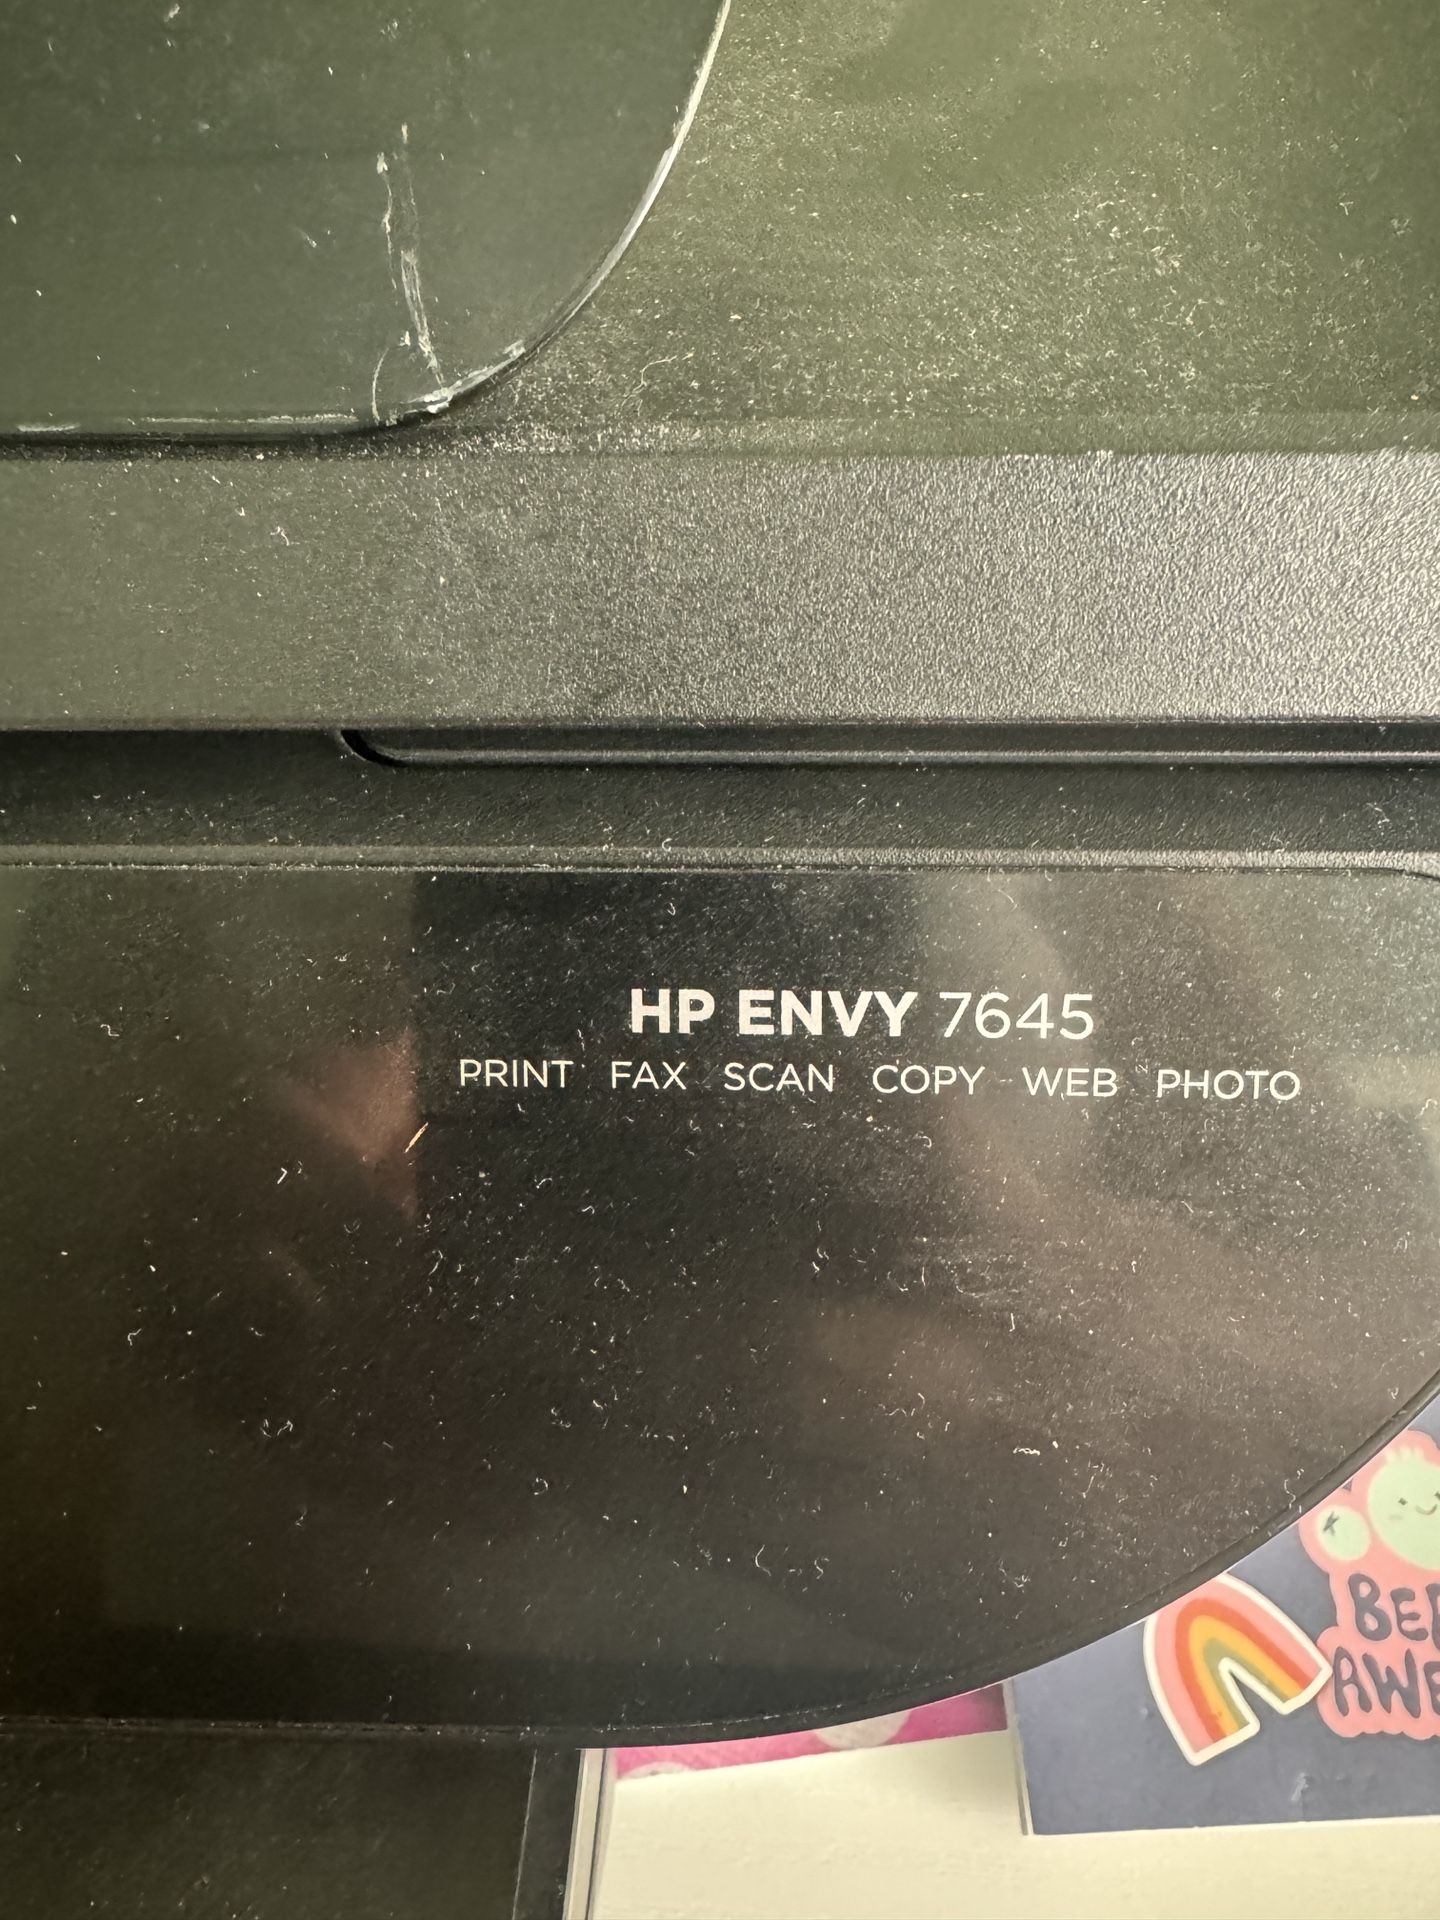 HP ENVY 7645
PRINT FAX SCAN COPY WEB PHOTO